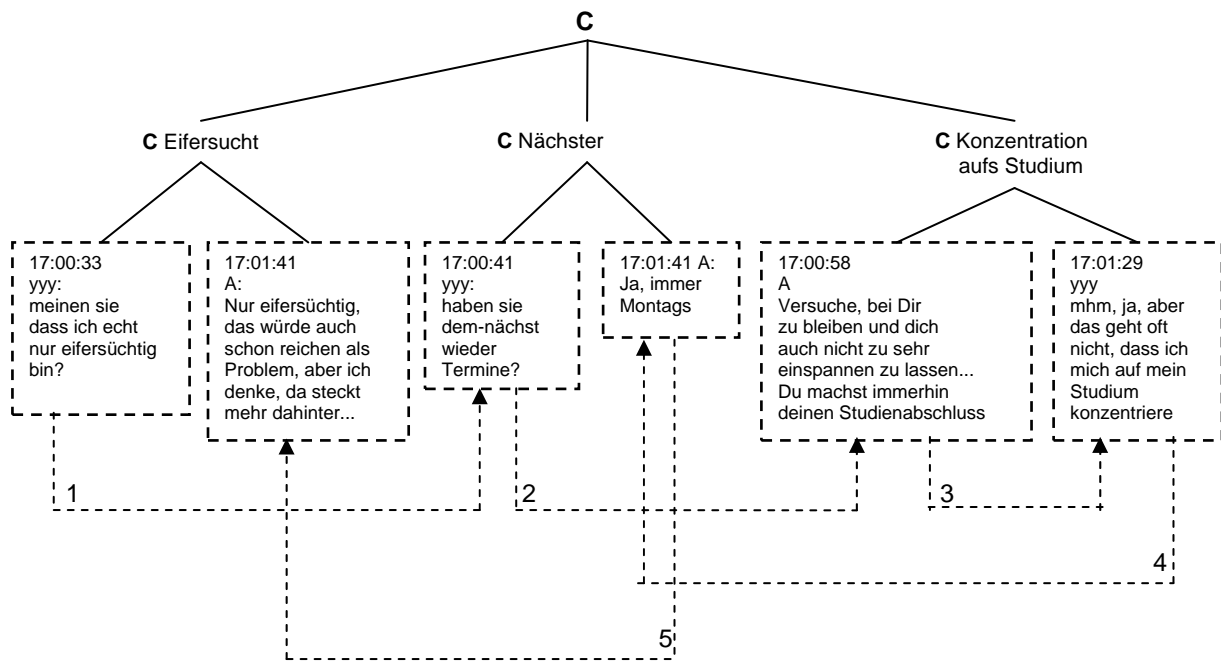 C
C Eifersucht
C Nächster
C Konzentration
aufs Studium
17:00:33
yyy:
meinen sie
dass ich echt
nur eifersüchtig
bin?
17:01:41
A:
Nur eifersüchtig,
das würde auch
schon reichen als
Problem, aber ich
denke, da steckt
mehr dahinter...
17:00:41
yyy:
haben sie
dem-nächst
wieder
Termine?
17:01:41 A:
Ja, immer
Montags
17:00:58
A
Versuche, bei Dir
zu bleiben und dich
auch nicht zu sehr
einspannen zu lassen...
Du machst immerhin
deinen Studienabschluss
17:01:29
yyy
mhm, ja, aber
das geht oft
nicht, dass ich
mich auf mein
Studium
konzentriere
1
2
3
4
5